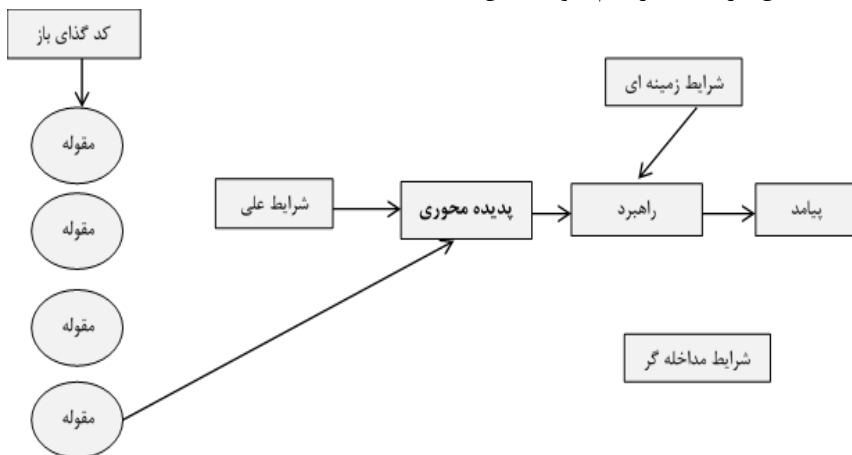 کد گذای باز
شرایط زمینه ای
مقوله
شرایط علی
پدیده محوری
راهبرد
پیامد
مقوله
مقوله
شرایط مداخله گر
مقوله